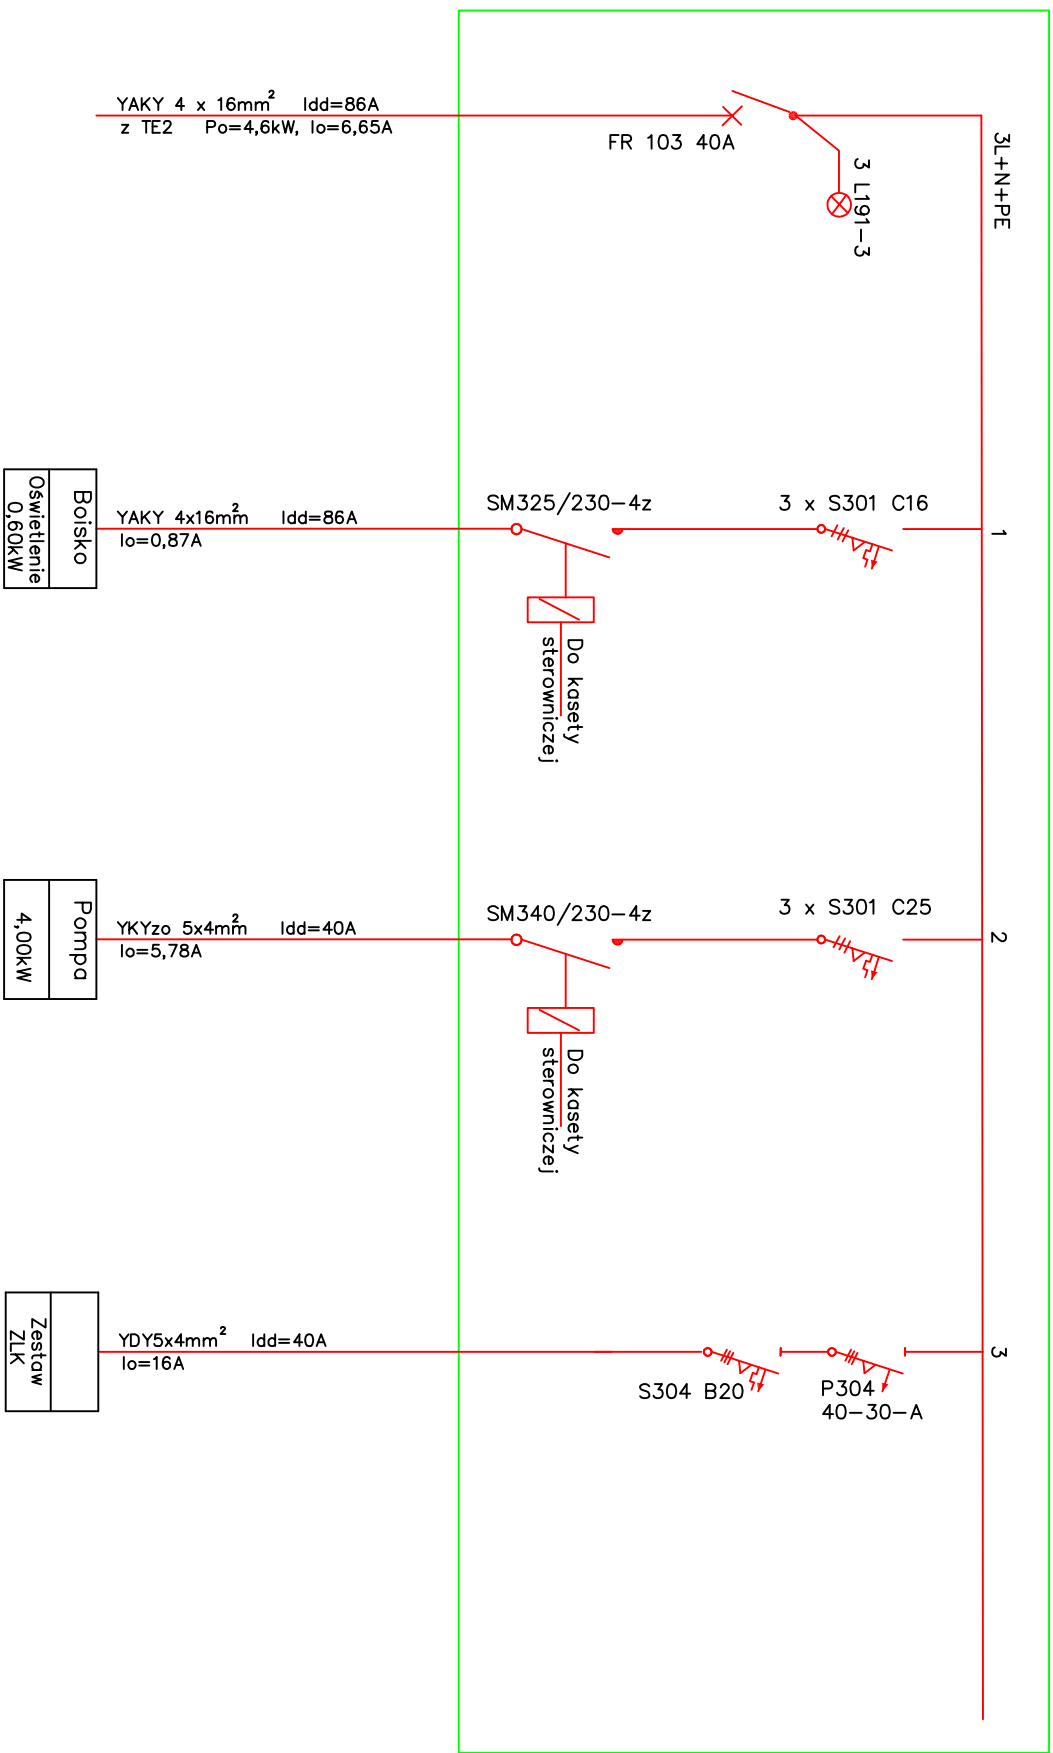 YAKY 4 x 16mm² Idd=86A
z TE2 Po=4,6kW, Io=6,65A
FR 103 40A
3 L191-3
3L+N+PE
Boisko
Oświetlenie
0,60kW
YAKY 4x16mm² Idd=86A
Io=0,87A
SM325/230-4z
Do kasety
sterowniczej
3 x S301 C16
1
Pompa
4,00kW
YKYzo 5x4mm² Idd=40A
Io=5,78A
SM340/230-4z
Do kasety
sterowniczej
3 x S301 C25
2
Zestaw
ZLK
YDY5x4mm² Idd=40A
Io=16A
S304 B20
P304
40-30-A
3